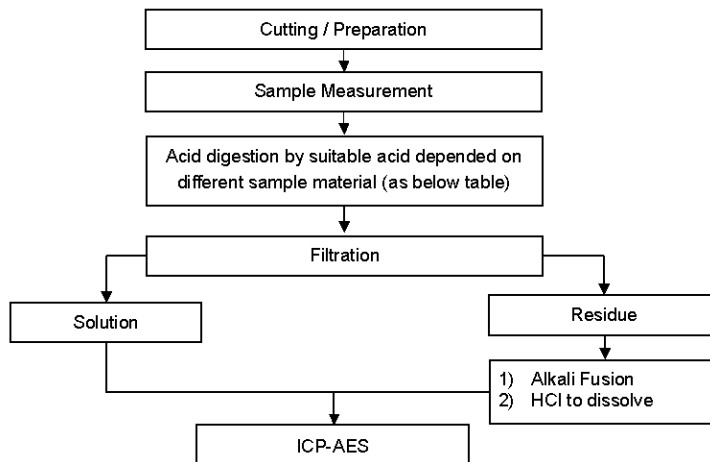 Cutting / Preparation
Sample Measurement
Acid digestion by suitable acid depended on
different sample material (as below table)
Filtration
Solution
Residue
1) Alkali Fusion
2) HCl to dissolve
ICP-AES